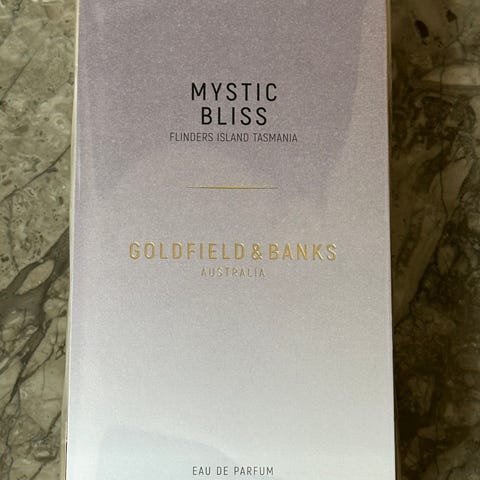 MYSTIC
BLISS
FLINDERS ISLAND TASMANIA
GOLDFIELD & BANKS
AUSTRALIA
EAU DE PARFUM